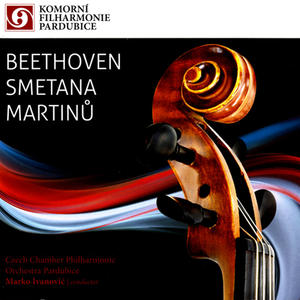 KOMORNÍ
FILHARMONIE
PARDUBICE
BEETHOVEN
SMETANA
MARTINŮ
Czech Chamber Philharmonic
Orchestra Pardubice
Marko Ivanović / conductor